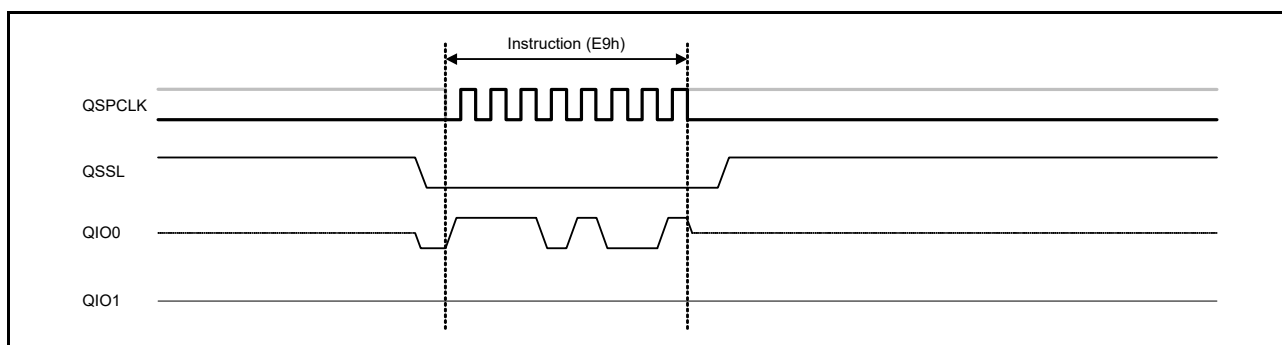 Instruction (E9h)
QSPCLK
QSSL
QIO0
QIO1